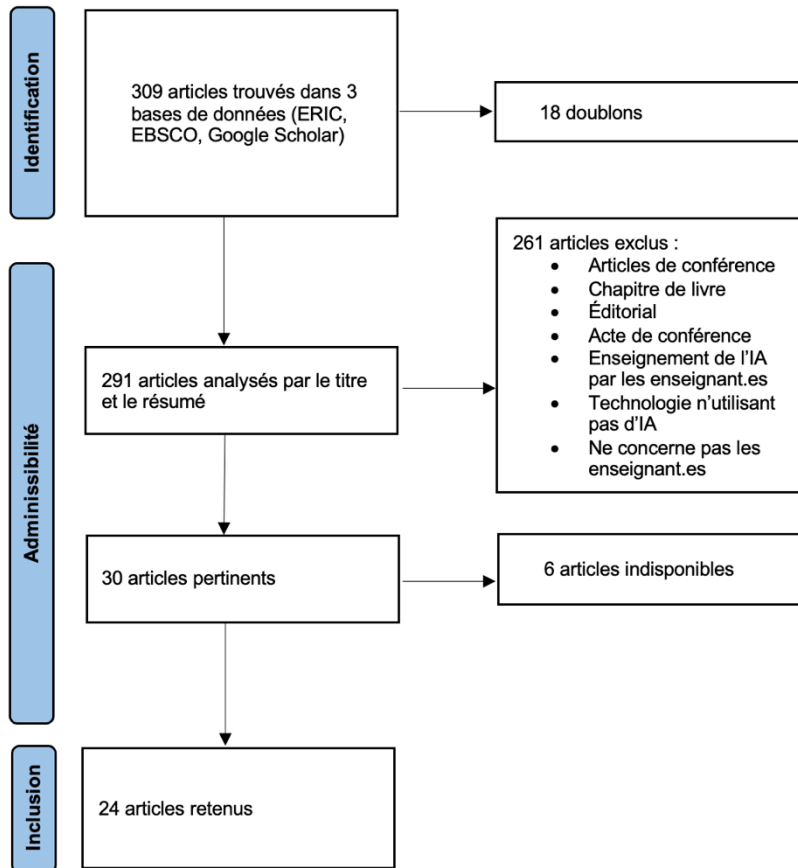 Identification
309 articles trouvés dans 3
bases de données (ERIC,
EBSCO, Google Scholar)
18 doublons
Adminissibilité
291 articles analysés par le titre
et le résumé
261 articles exclus :
• Articles de conférence
• Chapitre de livre
• Éditorial
• Acte de conférence
• Enseignement de l’IA
par les enseignant.es
• Technologie n’utilisant
pas d’IA
• Ne concerne pas les
enseignant.es
30 articles pertinents
6 articles indisponibles
Inclusion
24 articles retenus